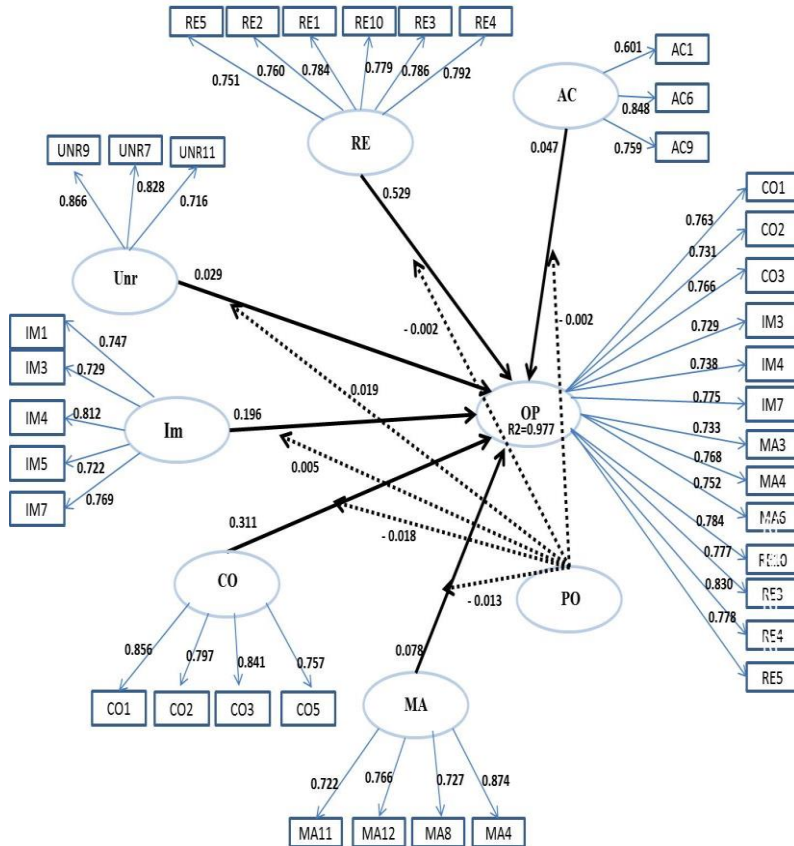 RE5 RE2 RE1 RE10 RE3 RE4
0.751 0.760 0.784 0.779 0.786 0.792
RE
0.529
AC1
AC6
AC9
0.601
0.848
0.759
AC
0.047
UNR9 UNR7 UNR11
0.866 0.828 0.716
Unr
0.029
IM1
IM3
IM4
IM5
IM7
0.747
0.729
0.812
0.722
0.769
Im
0.196
- 0.002
- 0.002
0.019
0.005
- 0.018
- 0.013
OP
R2=0.977
0.763
0.731
0.766
0.729
0.738
0.775
0.733
0.768
0.752
0.784
0.777
0.830
0.778
CO1
CO2
CO3
IM3
IM4
IM7
MA3
MA4
MA6
RE10
RE3
RE4
RE5
PO
0.311
CO
0.856 0.797 0.841 0.757
CO1 CO2 CO3 CO5
0.078
MA
0.722 0.766 0.727 0.874
MA11 MA12 MA8 MA4